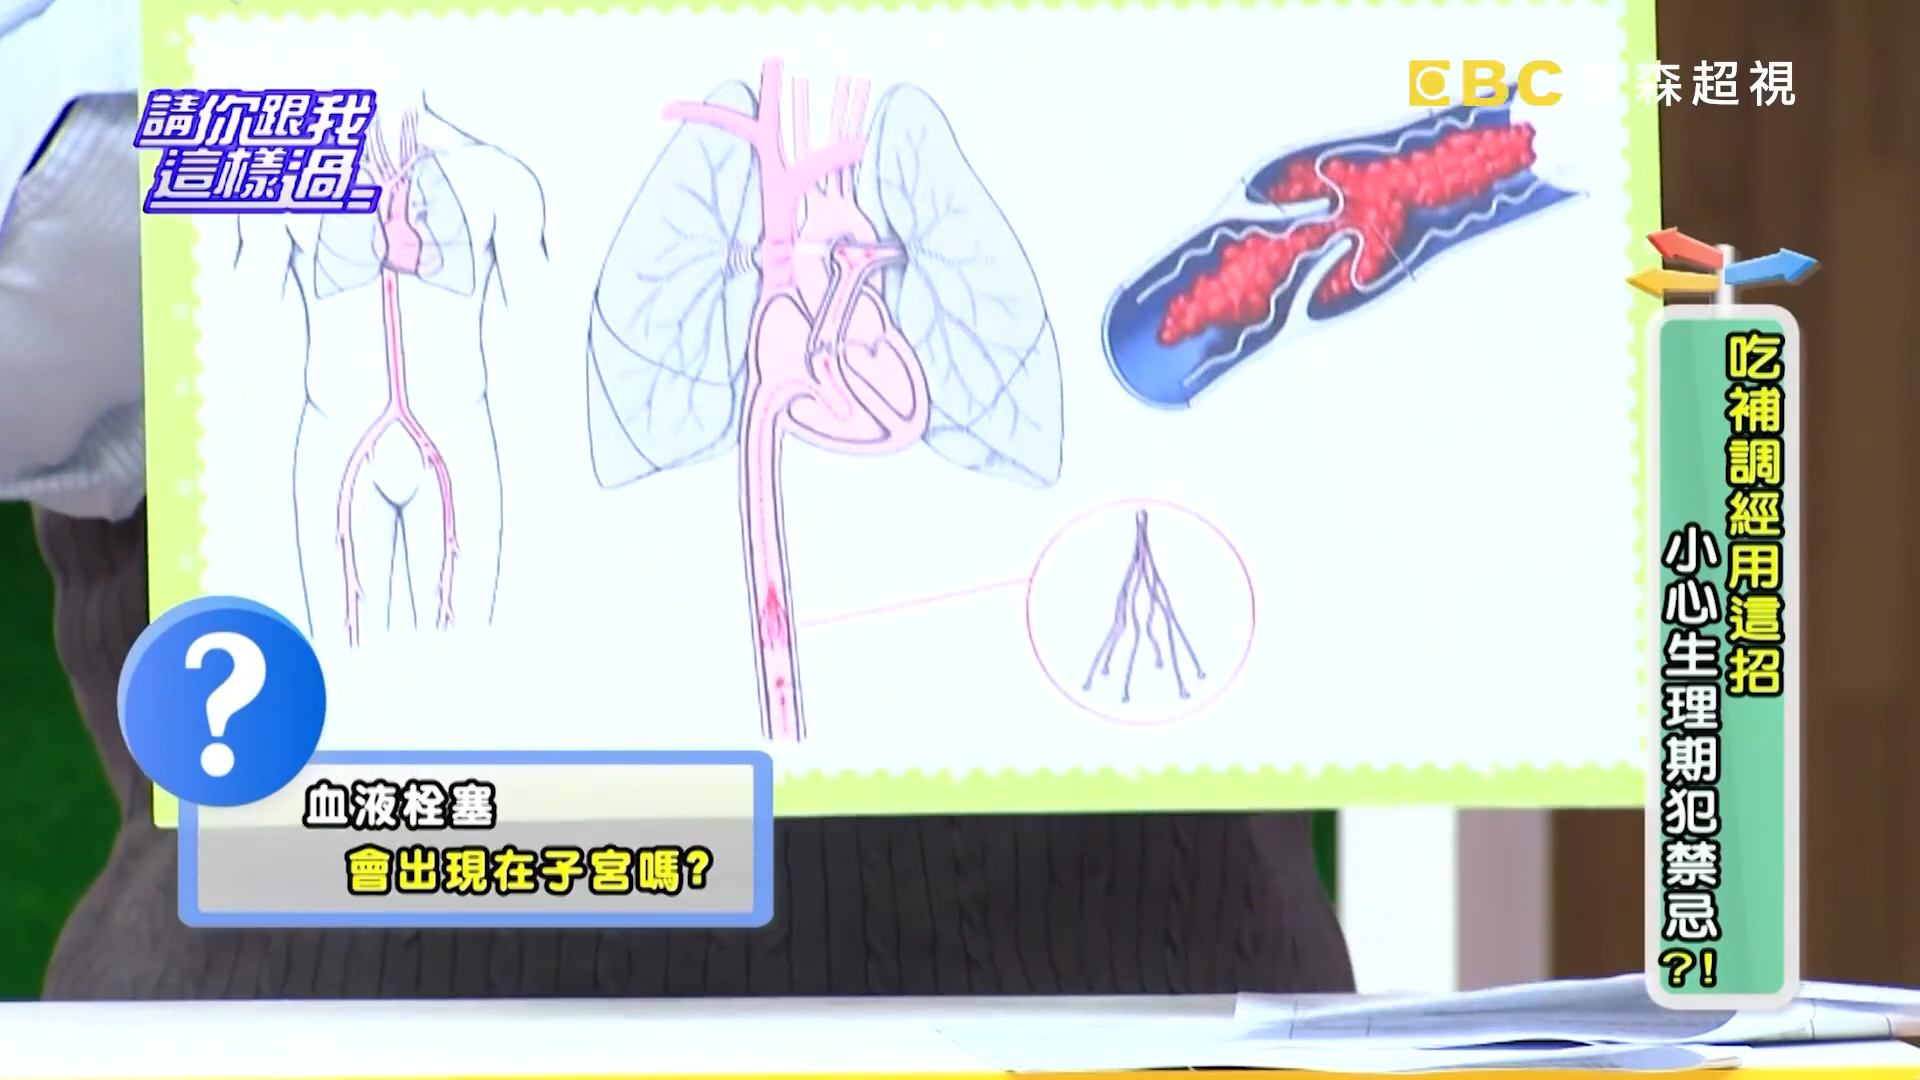 請你跟我
這樣過
EBC 東森超視
吃補調經用這招
小心生理期犯禁忌?!
?
血液栓塞
會出現在子宮嗎?